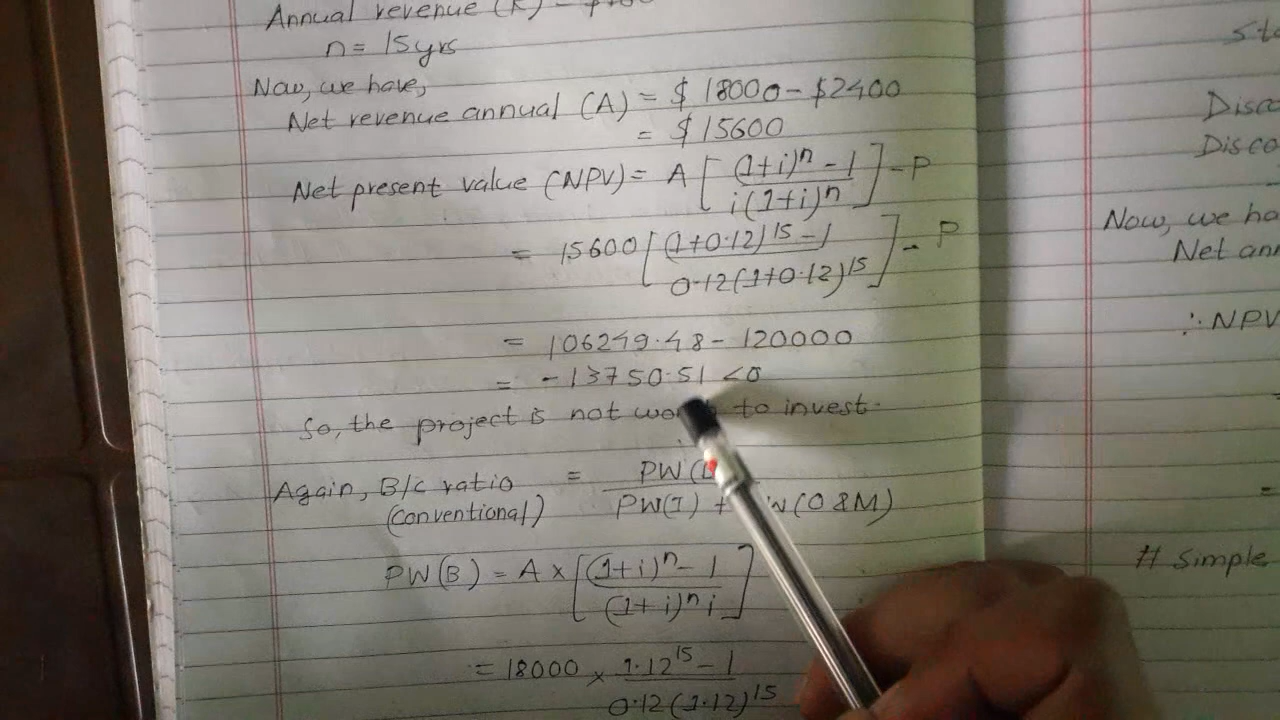 Annual revenue (R) =
n = 15yrs
Now, we have,
Net revenue annual (A) = $ 18000 - $2400
= $ 15600
Net present value (NPV) = A [ (1+i)^n - 1 / i(1+i)^n ] - P
= 15600 [ (1+0.12)^15 - 1 / 0.12(1+0.12)^15 ] - P
= 106249.48 - 120000
= -13750.51 < 0
So, the project is not to invest.
Again, B/c ratio = PW( / PW(I) + (O&M)
(conventional)
PW(B) = A × [ (1+i)^n - 1 / (1+i)^n i ]
= 18000 × 1.12^15 - 1 / 0.12(1.12)^15
Now, we
Net
∴ NPV
=
# Simple